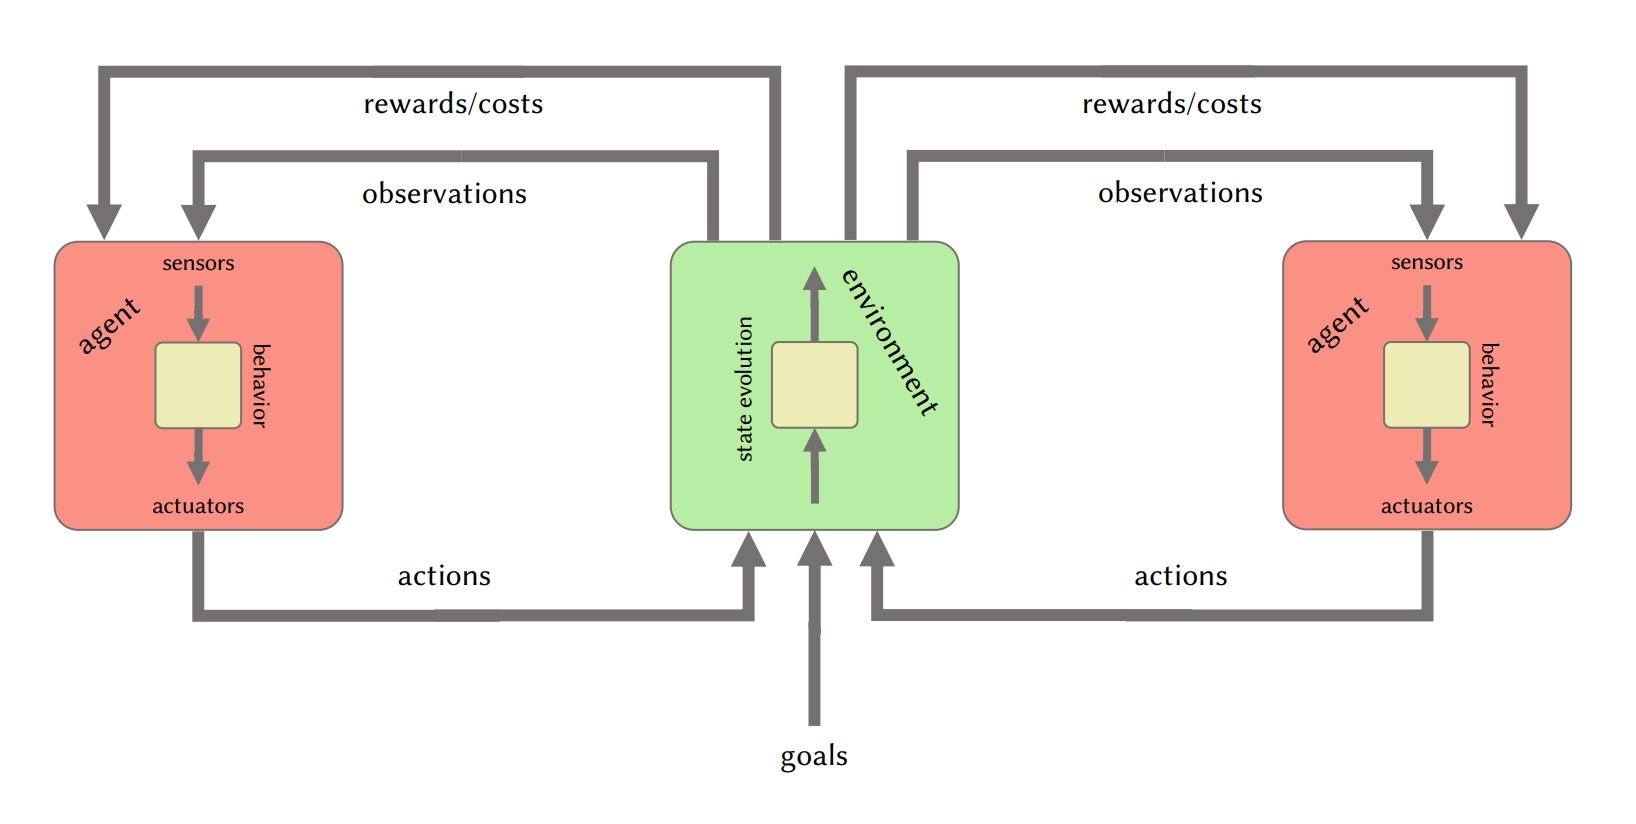 rewards/costs
rewards/costs
observations
observations
sensors
agent
behavior
actuators
state evolution
environment
sensors
agent
behavior
actuators
actions
actions
goals